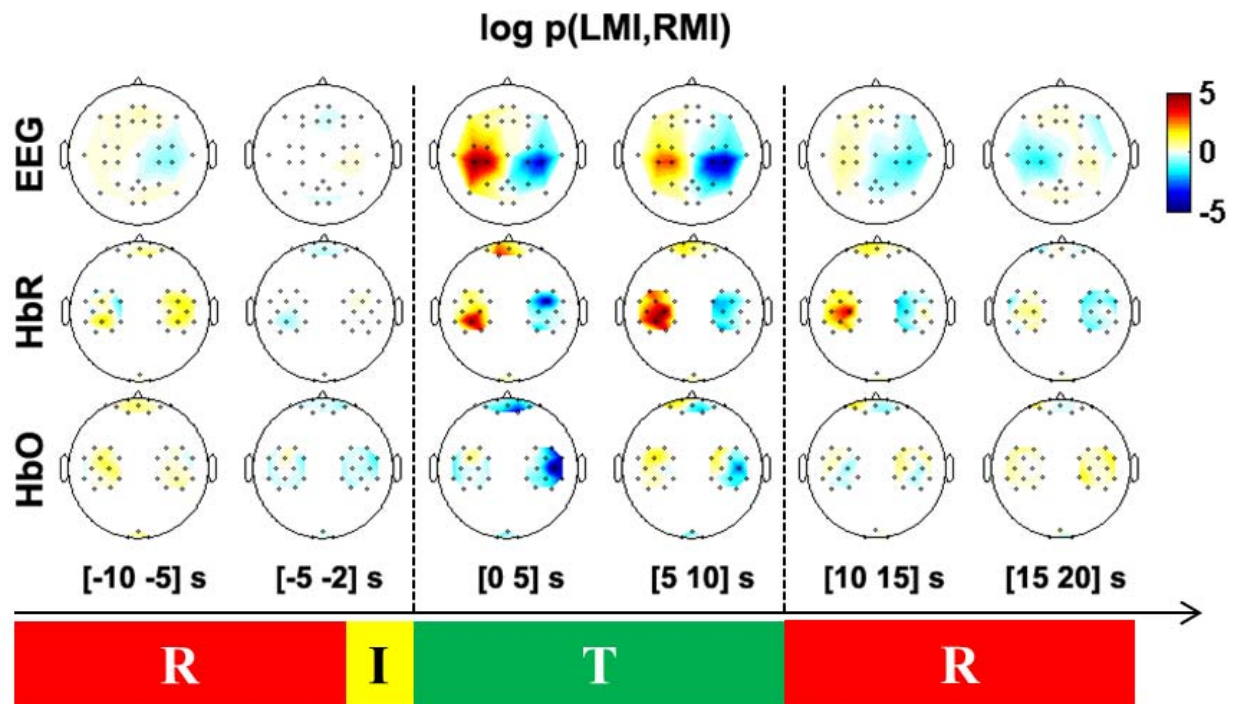 log p(LMI,RMI)
EEG
5
0
-5
HbR
HbO
[-10 -5] s
[-5 -2] s
[0 5] s
[5 10] s
[10 15] s
[15 20] s
R
I
T
R